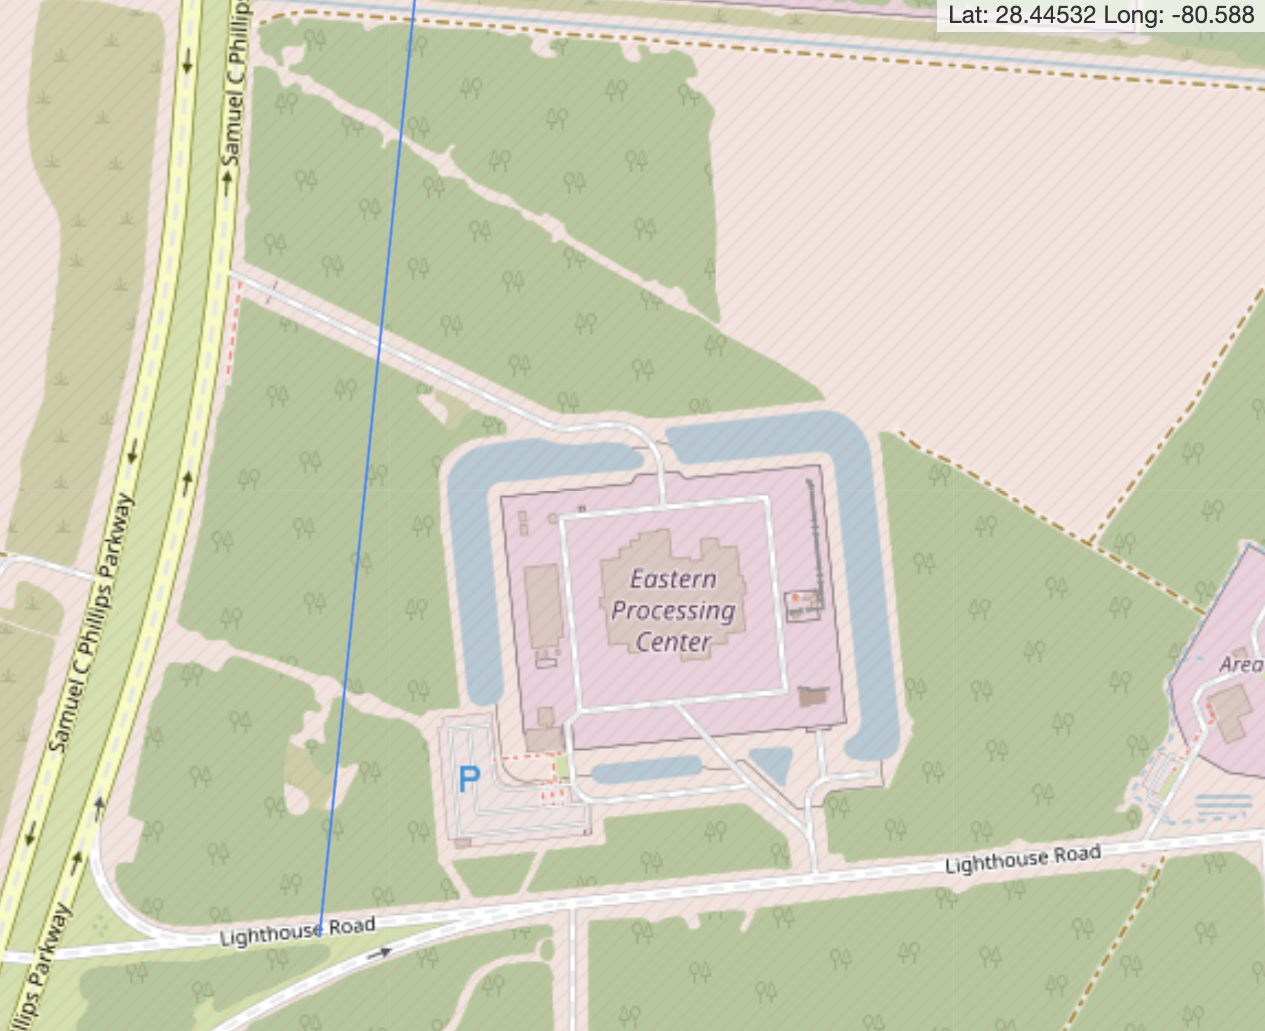 Lat: 28.44532 Long: -80.588
Samuel C Phillips
Samuel C Phillips Parkway
Eastern
Processing
Center
Area
P
Lighthouse Road
Lighthouse Road
llips Parkway